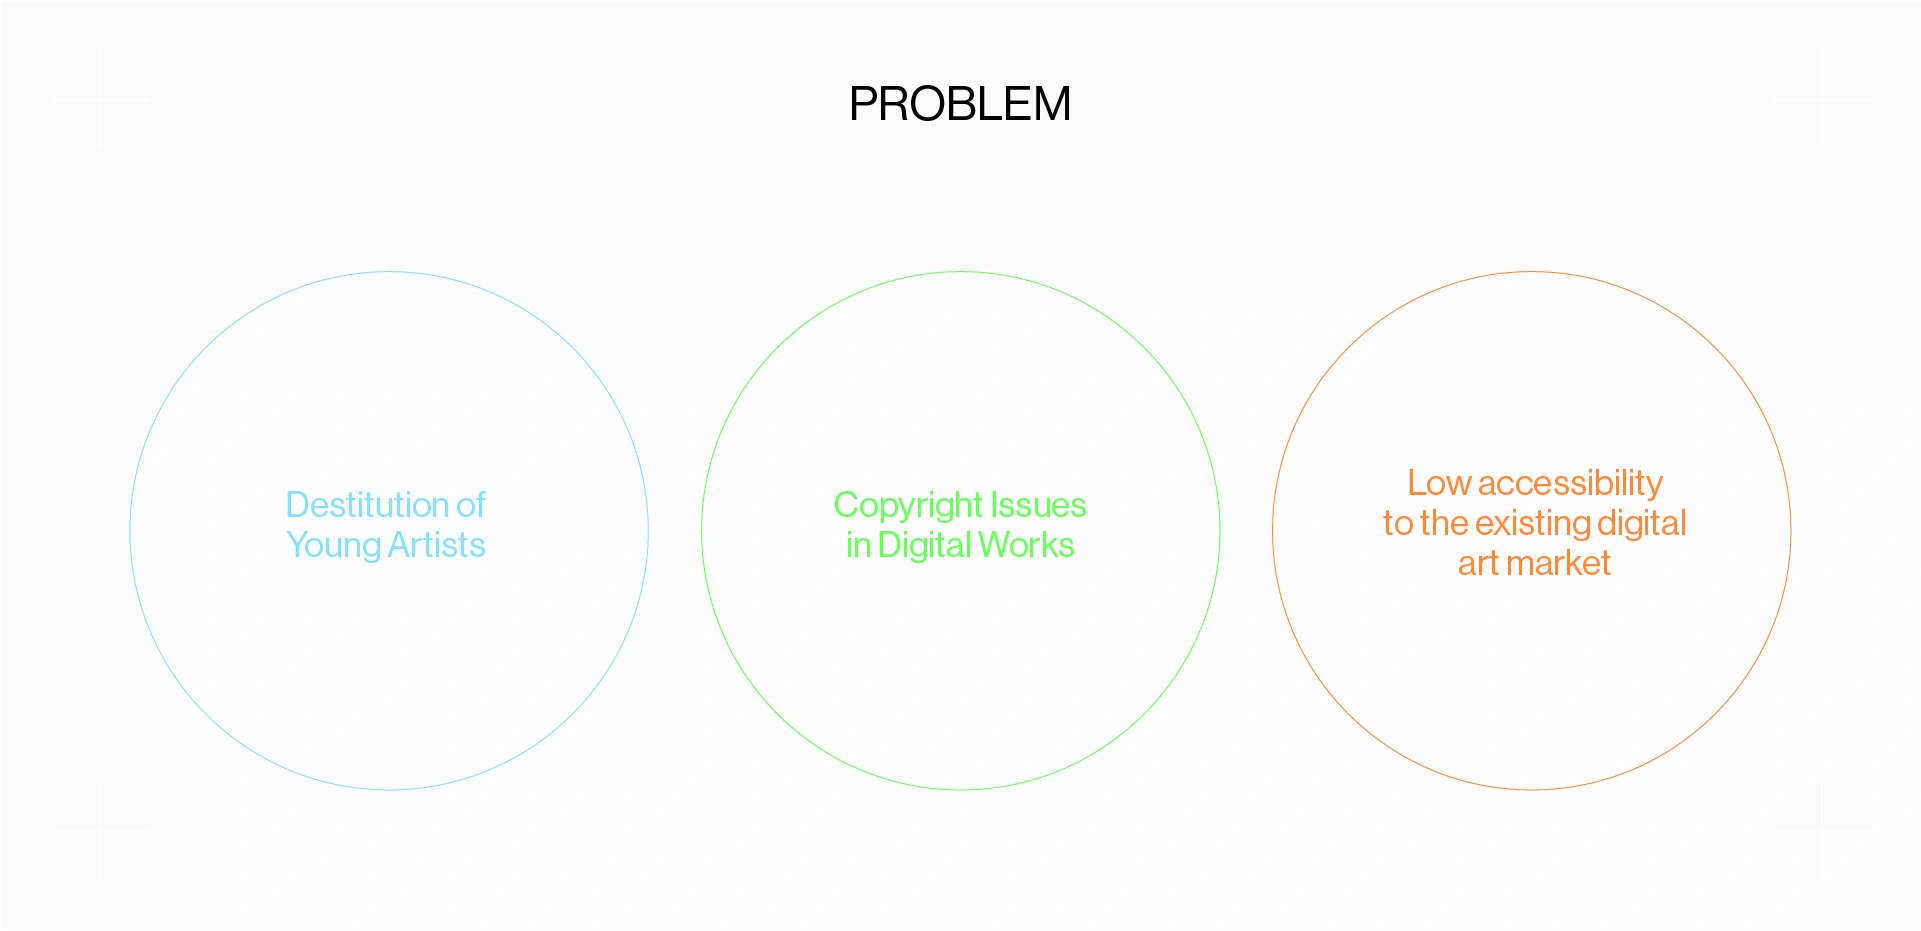 PROBLEM
Destitution of
Young Artists
Copyright Issues
in Digital Works
Low accessibility
to the existing digital
art market